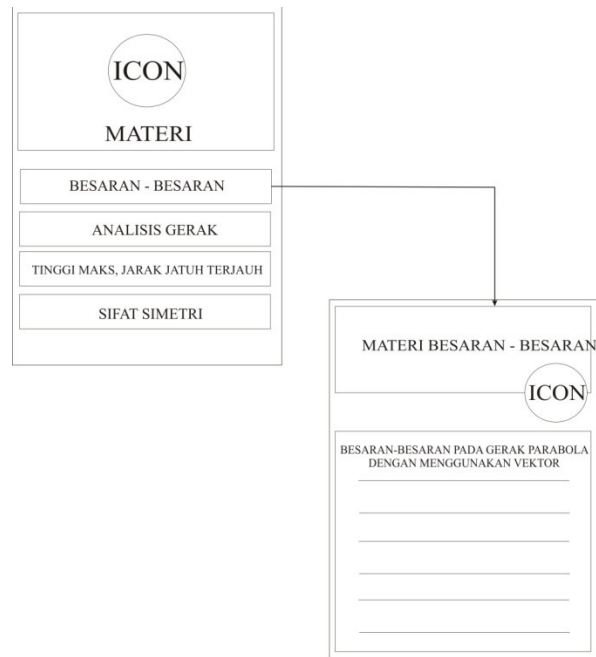 ICON
MATERI
BESARAN - BESARAN
ANALISIS GERAK
TINGGI MAKS, JARAK JATUH TERJAUH
SIFAT SIMETRI
MATERI BESARAN - BESARAN
ICON
BESARAN-BESARAN PADA GERAK PARABOLA
DENGAN MENGGUNAKAN VEKTOR